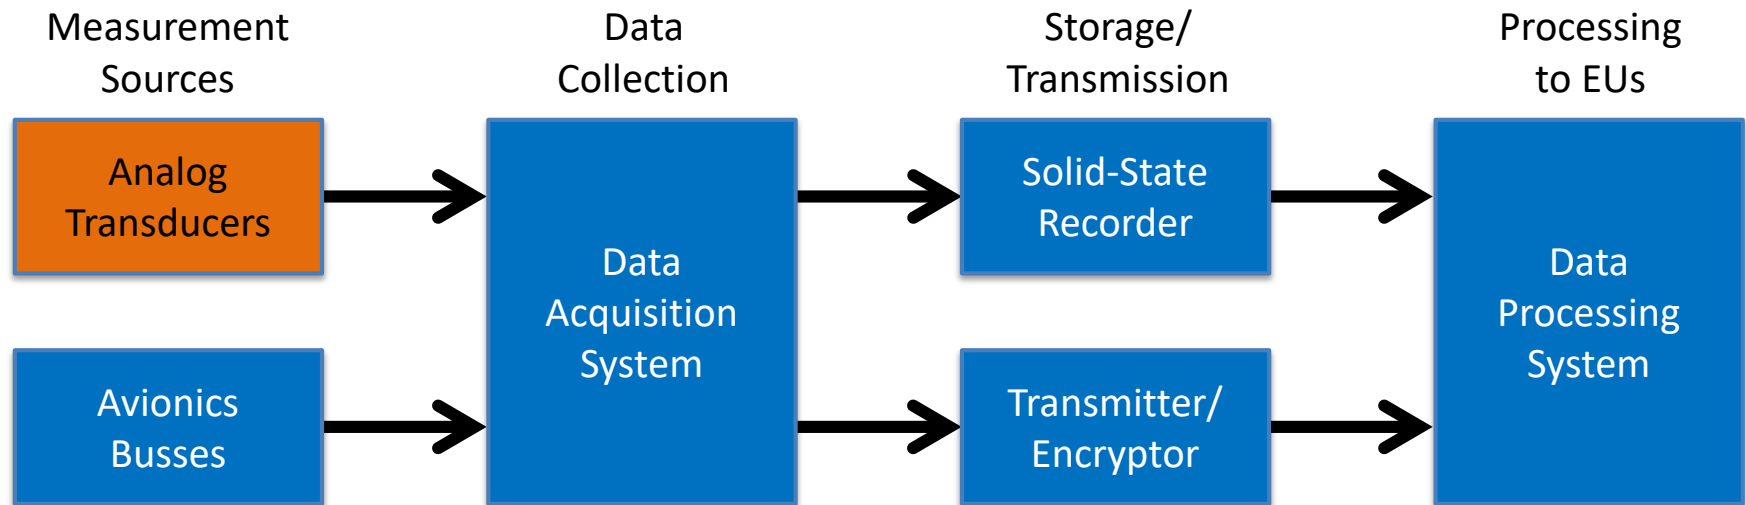 Measurement
Sources
Data
Collection
Storage/
Transmission
Processing
to EUs
Analog
Transducers
Avionics
Busses
Data
Acquisition
System
Solid-State
Recorder
Transmitter/
Encryptor
Data
Processing
System